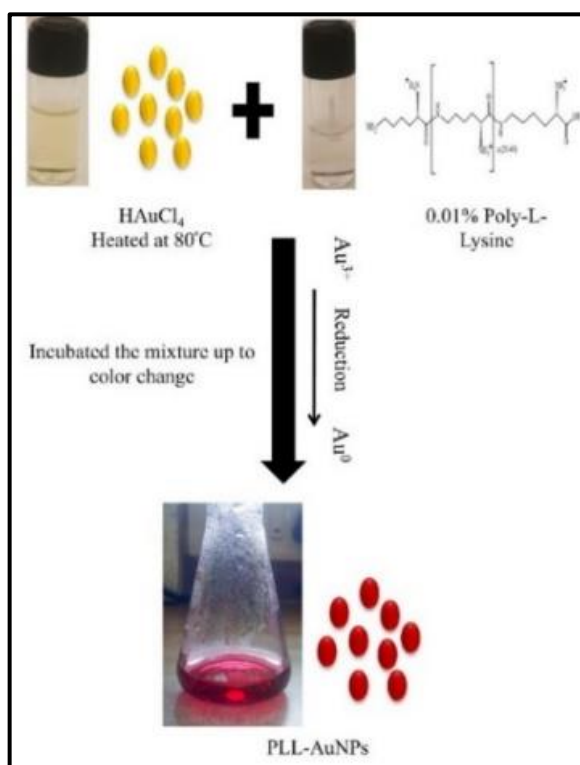 HAuCl₄
Heated at 80°C
0.01% Poly-L-
Lysine
Au³⁺
Reduction
Au⁰
Incubated the mixture up to
color change
PLL-AuNPs